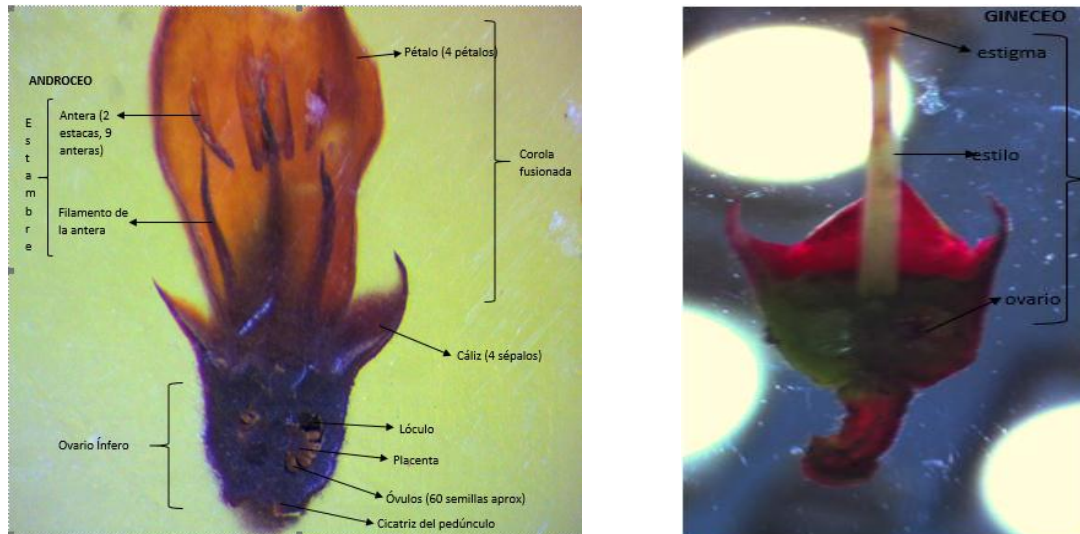 ANDROCEO
Estambre
Antera (2
estacas, 9
anteras)
Filamento de
la antera
Pétalo (4 pétalos)
Corola
fusionada
Cáliz (4 sépalos)
Ovario Ínfero
Lóculo
Placenta
Óvulos (60 semillas aprox)
Cicatriz del pedúnculo
GINECEO
estigma
estilo
ovario